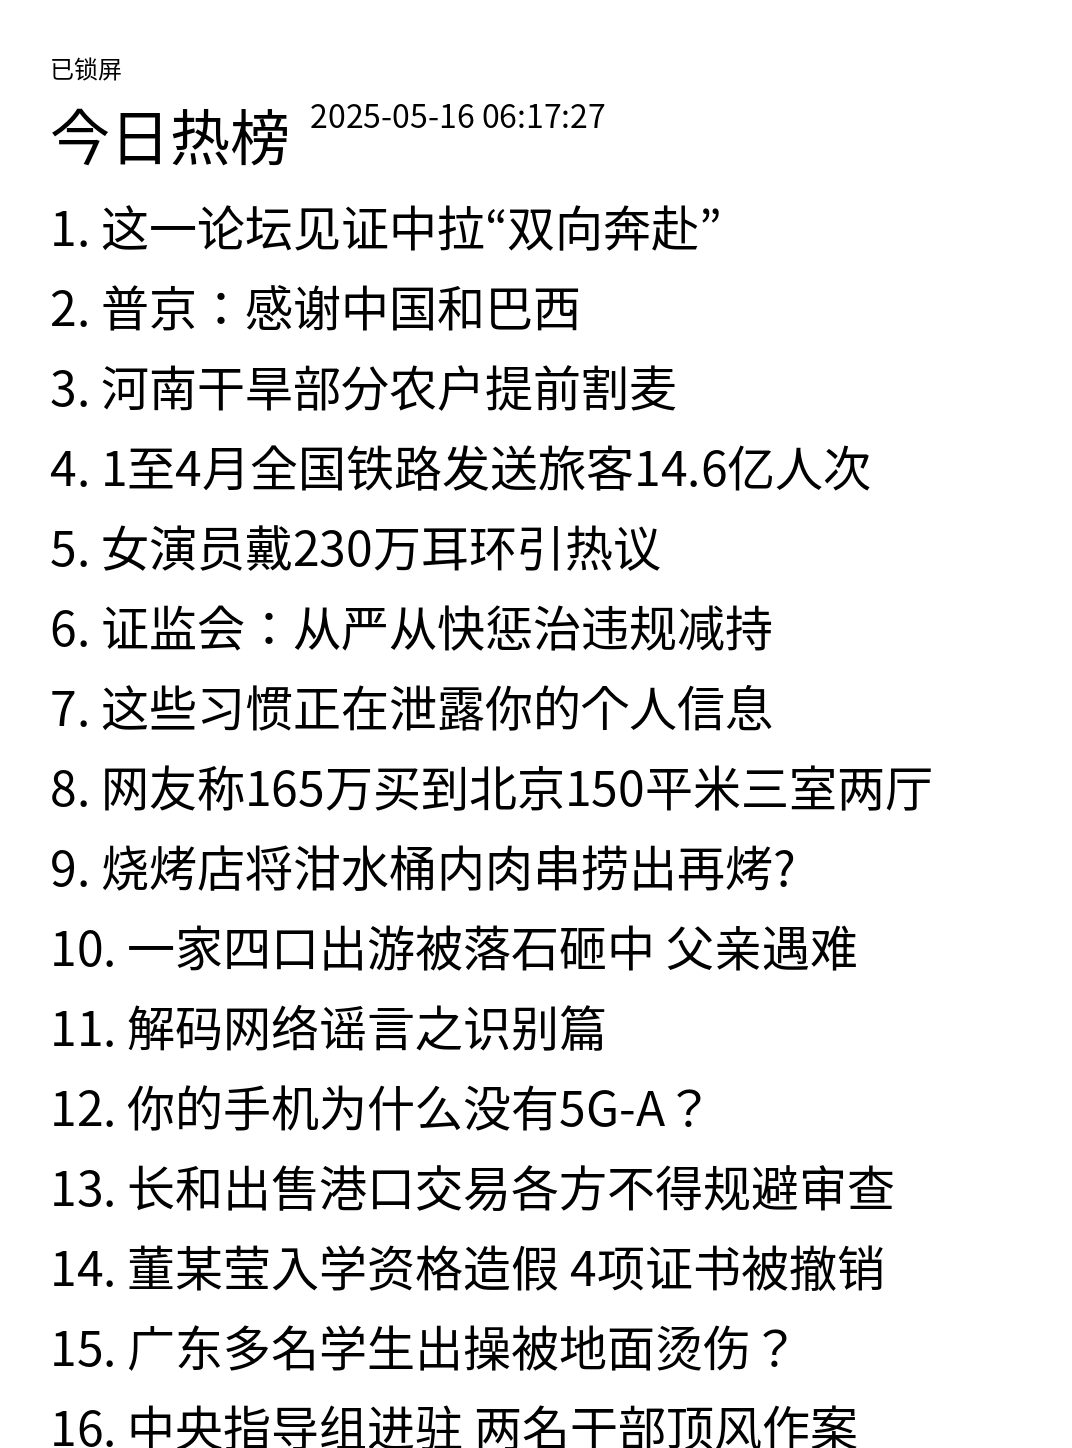 已锁屏
今日热榜 2025-05-16 06:17:27
1. 这一论坛见证中拉“双向奔赴”
2. 普京：感谢中国和巴西
3. 河南干旱部分农户提前割麦
4. 1至4月全国铁路发送旅客14.6亿人次
5. 女演员戴230万耳环引热议
6. 证监会：从严从快惩治违规减持
7. 这些习惯正在泄露你的个人信息
8. 网友称165万买到北京150平米三室两厅
9. 烧烤店将泔水桶内肉串捞出再烤?
10. 一家四口出游被落石砸中 父亲遇难
11. 解码网络谣言之识别篇
12. 你的手机为什么没有5G-A？
13. 长和出售港口交易各方不得规避审查
14. 董某莹入学资格造假 4项证书被撤销
15. 广东多名学生出操被地面烫伤？
16. 中央指导组进驻 两名干部顶风作案